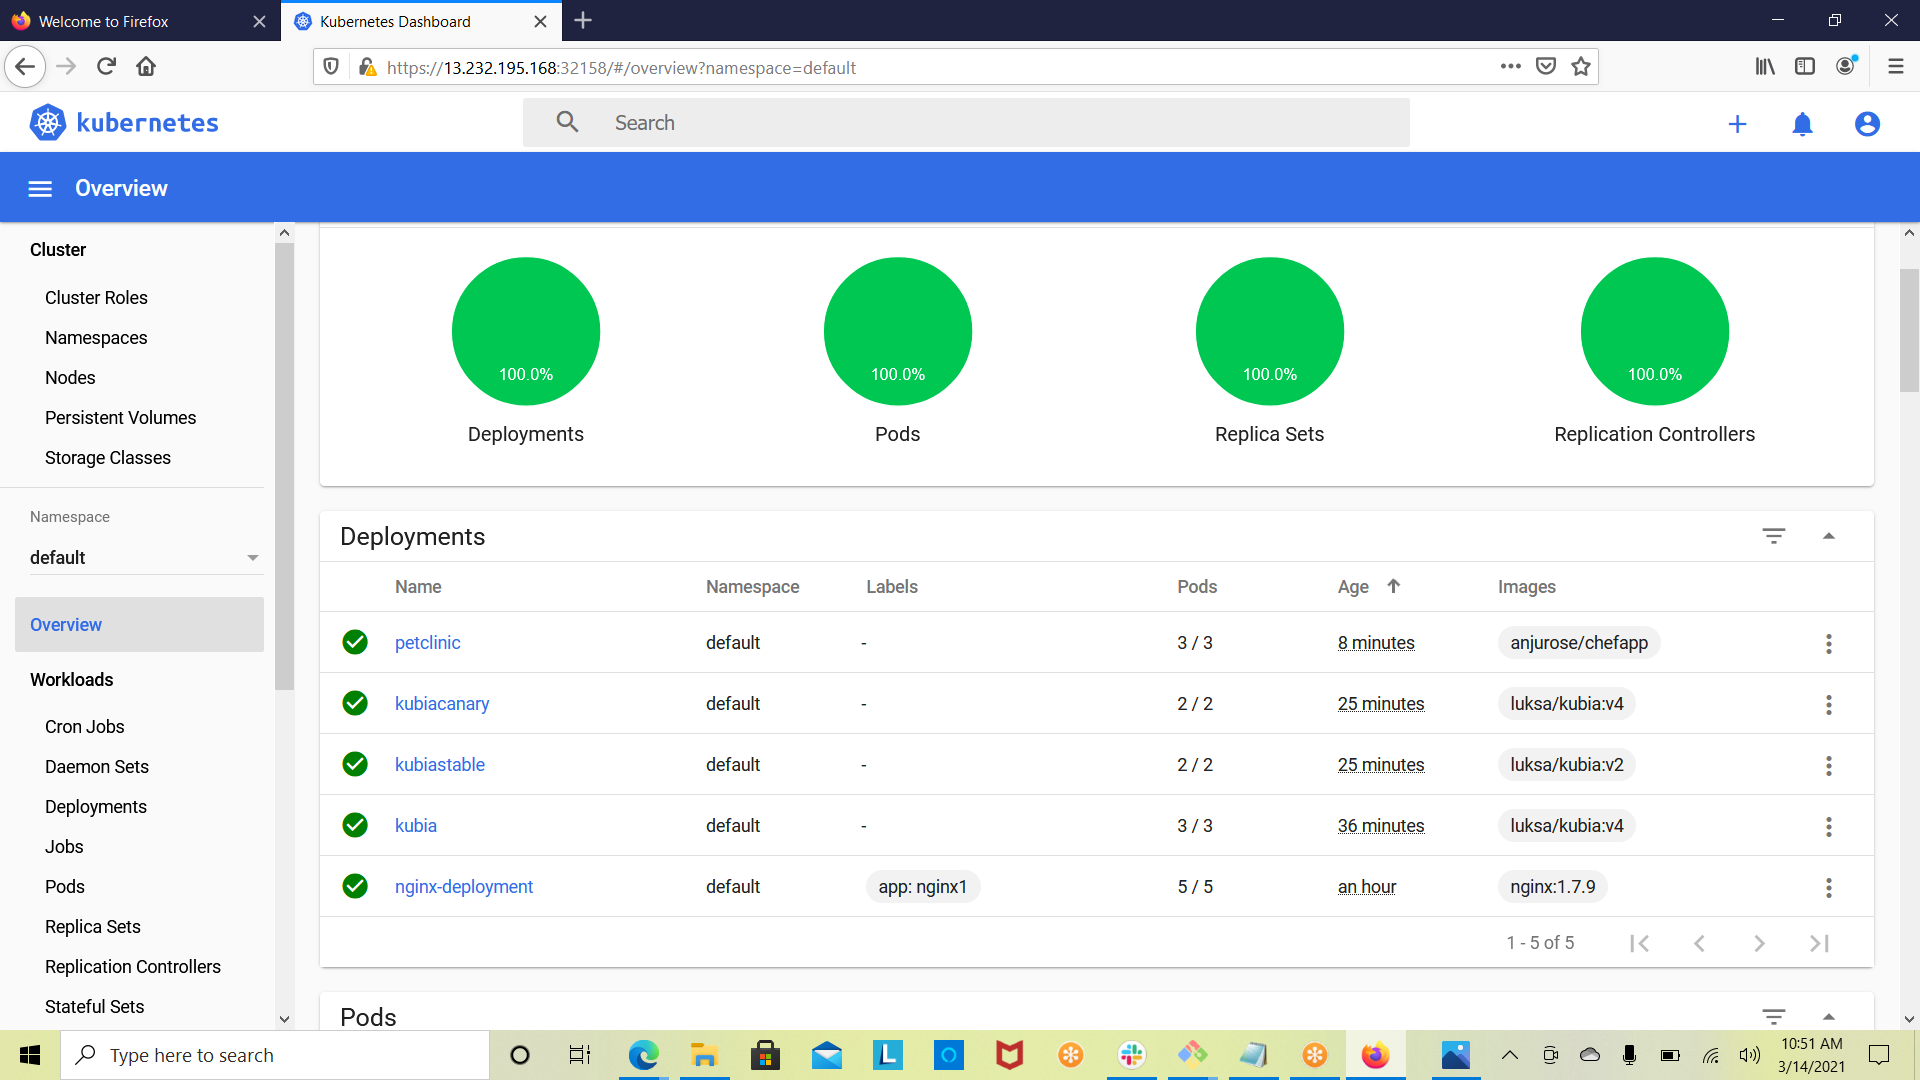 Welcome to Firefox
Kubernetes Dashboard
https://13.232.195.168:32158/#/overview?namespace=default
kubernetes
Search
Overview
Cluster
Cluster Roles
Namespaces
Nodes
Persistent Volumes
Storage Classes
Namespace
default
Overview
Workloads
Cron Jobs
Daemon Sets
Deployments
Jobs
Pods
Replica Sets
Replication Controllers
Stateful Sets
100.0% 100.0% 100.0% 100.0%
Deployments Pods Replica Sets Replication Controllers
Deployments
Name Namespace Labels Pods Age Images
petclinic default - 3 / 3 8 minutes anjurose/chefapp
kubiacanary default - 2 / 2 25 minutes luksa/kubia:v4
kubiastable default - 2 / 2 25 minutes luksa/kubia:v2
kubia default - 3 / 3 36 minutes luksa/kubia:v4
nginx-deployment default app: nginx1 5 / 5 an hour nginx:1.7.9
1 - 5 of 5
Pods
Type here to search
L
10:51 AM
3/14/2021